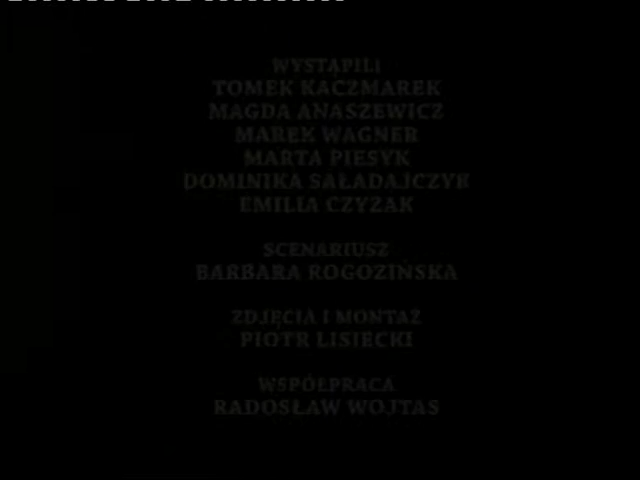 WYSTĄPILI
TOMEK KACZMAREK
MAGDA ANASZEWICZ
MAREK WAGNER
MARTA PIESYK
DOMINIKA SAŁADAJCZYK
EMILIA CZYŻAK
SCENARIUSZ
BARBARA ROGOZIŃSKA
ZDJĘCIA I MONTAŻ
PIOTR LISIECKI
WSPÓŁPRACA
RADOSŁAW WOJTAS